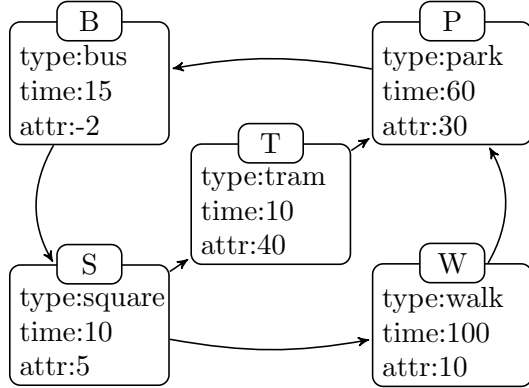 B
type:bus
time:15
attr:-2
P
type:park
time:60
attr:30
T
type:tram
time:10
attr:40
S
type:square
time:10
attr:5
W
type:walk
time:100
attr:10